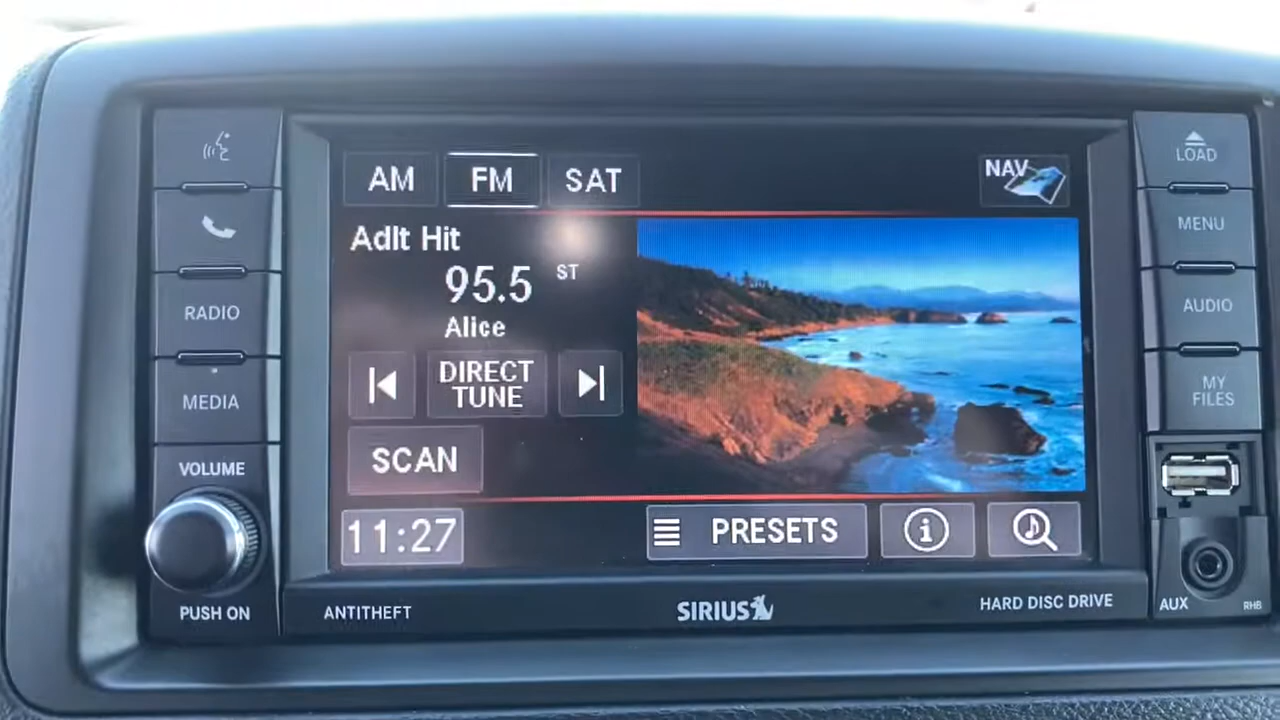 AM FM SAT NAV
Adlt Hit
95.5 ST
Alice
DIRECT
TUNE
SCAN
11:27 PRESETS i
RADIO
MEDIA
VOLUME
PUSH ON
ANTITHEFT SIRIUS HARD DISC DRIVE
LOAD
MENU
AUDIO
MY
FILES
AUX RHB